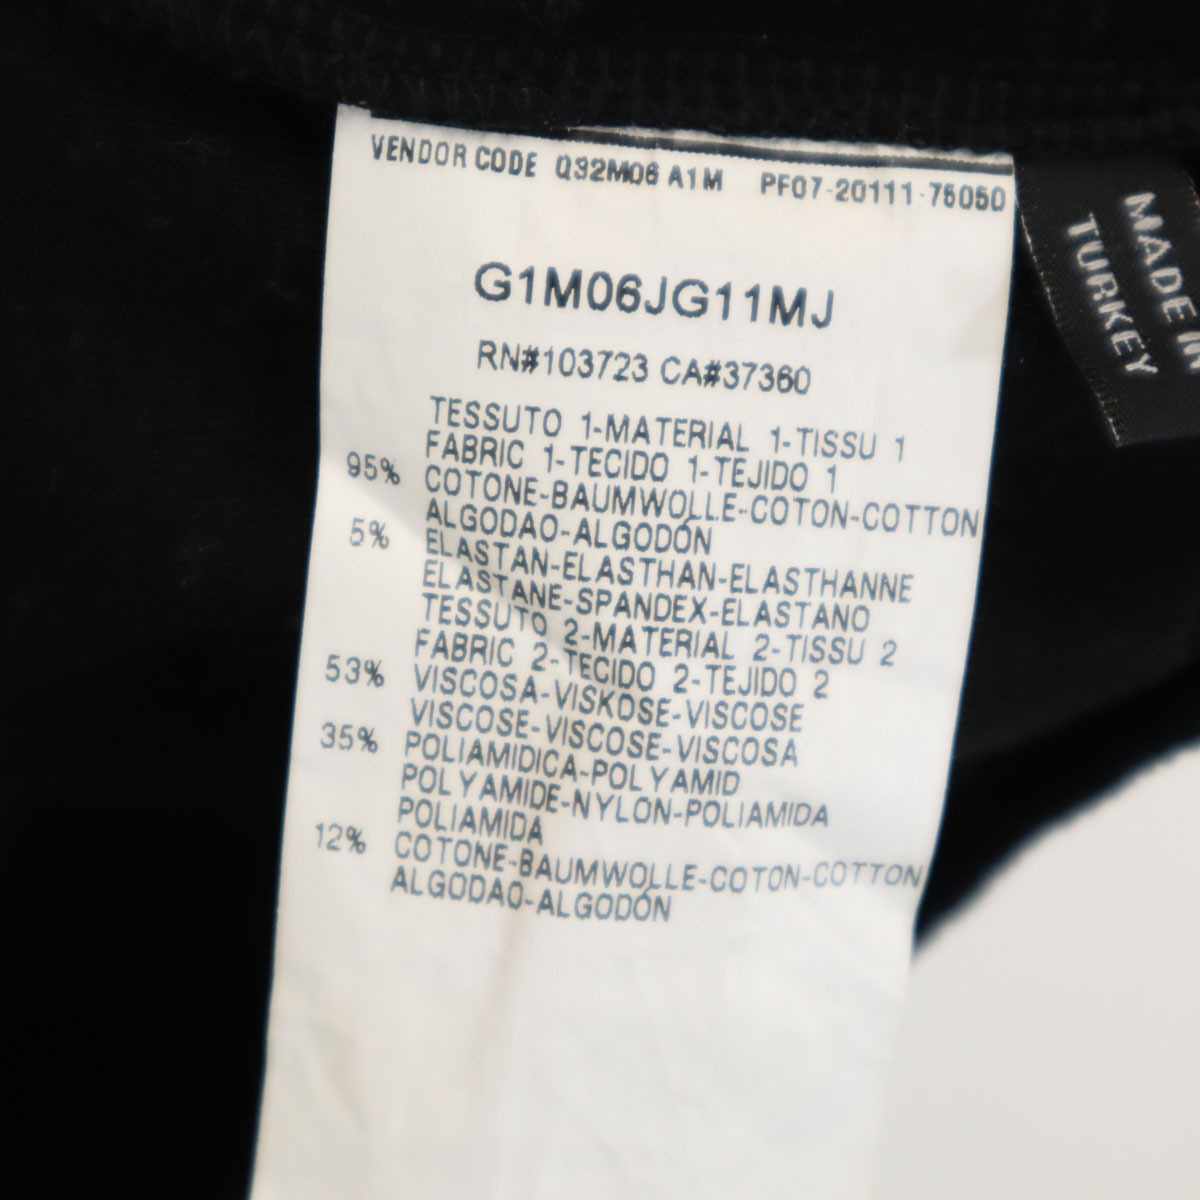 VENDOR CODE Q32M06 A1M PF07-20111-76050
G1M06JG11MJ
RN#103723 CA#37360
TESSUTO 1-MATERIAL 1-TISSU 1
FABRIC 1-TECIDO 1-TEJIDO 1
95% COTONE-BAUMWOLLE-COTON-COTTON
ALGODAO-ALGODÓN
5% ELASTAN-ELASTHAN-ELASTHANNE
ELASTANE-SPANDEX-ELASTANO
TESSUTO 2-MATERIAL 2-TISSU 2
FABRIC 2-TECIDO 2-TEJIDO 2
53% VISCOSA-VISKOSE-VISCOSE
VISCOSE-VISCOSE-VISCOSA
35% POLIAMIDICA-POLYAMID
POLYAMIDE-NYLON-POLIAMIDA
POLIAMIDA
12% COTONE-BAUMWOLLE-COTON-COTTON
ALGODAO-ALGODÓN
MADE IN
TURKEY